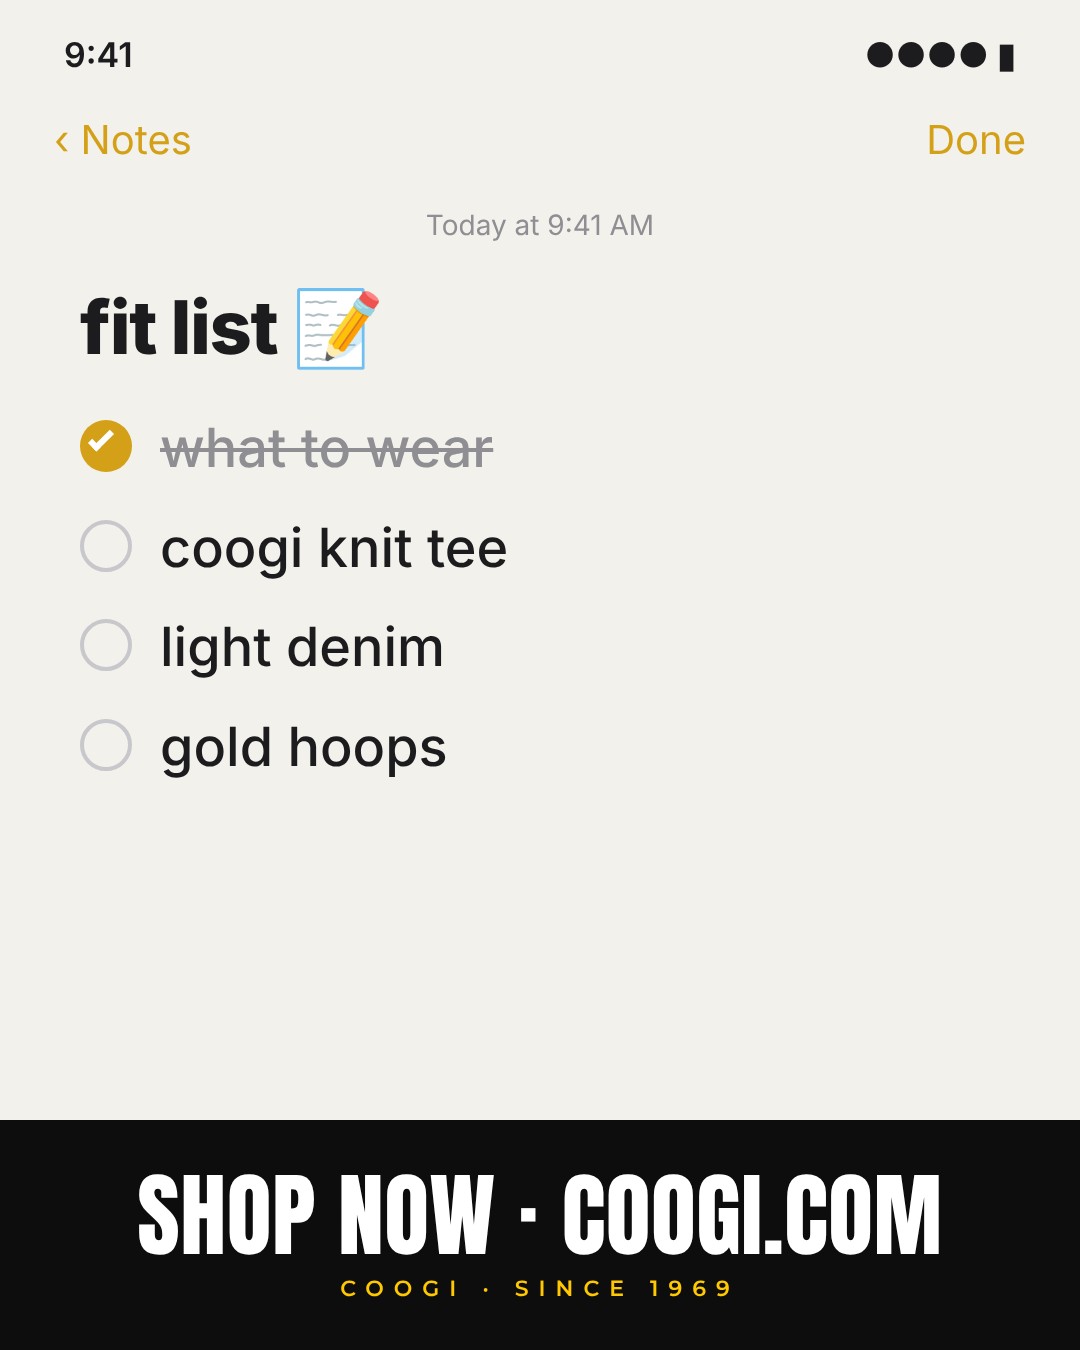 9:41
‹ Notes
Done
Today at 9:41 AM
fit list 📝
what to wear
coogi knit tee
light denim
gold hoops
SHOP NOW · COOGI.COM
COOGI · SINCE 1969